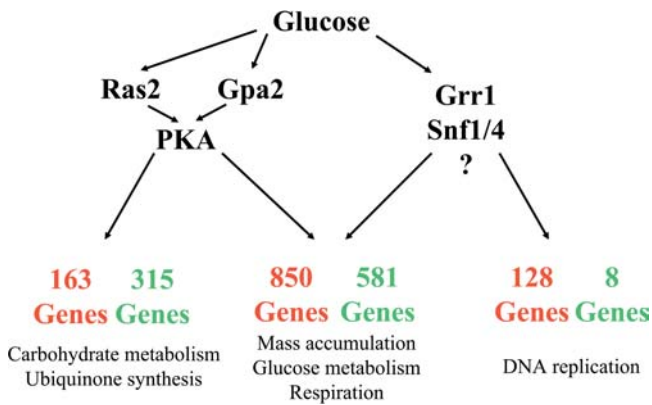 Glucose
Ras2 Gpa2
Grr1
Snf1/4
?
PKA
163 315
Genes Genes
Carbohydrate metabolism
Ubiquinone synthesis
850 581
Genes Genes
Mass accumulation
Glucose metabolism
Respiration
128 8
Genes Genes
DNA replication